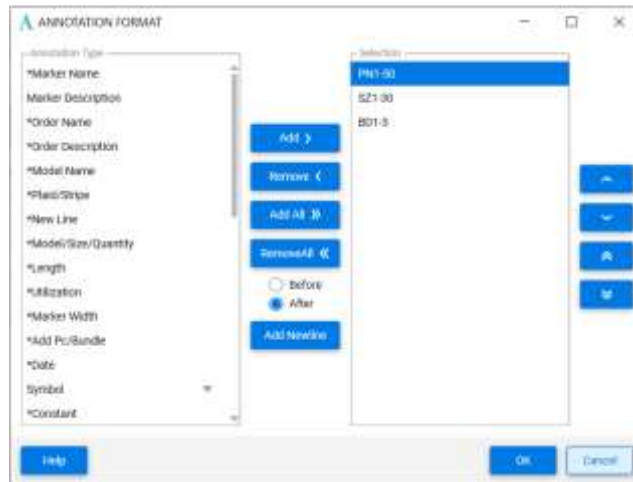 ANNOTATION FORMAT
Annotation Type
*Marker Name
Marker Description
*Order Name
*Order Description
*Model Name
*Plaid/Stripe
*New Line
*Model/Size/Quantity
*Length
*Utilization
*Marker Width
*Add Pc/Bundle
*Date
Symbol
*Constant
Add
Remove
Add All
RemoveAll
Before
After
Add Newline
Selection
PN1-50
SZ1-30
BD1-3
Help
OK
Cancel